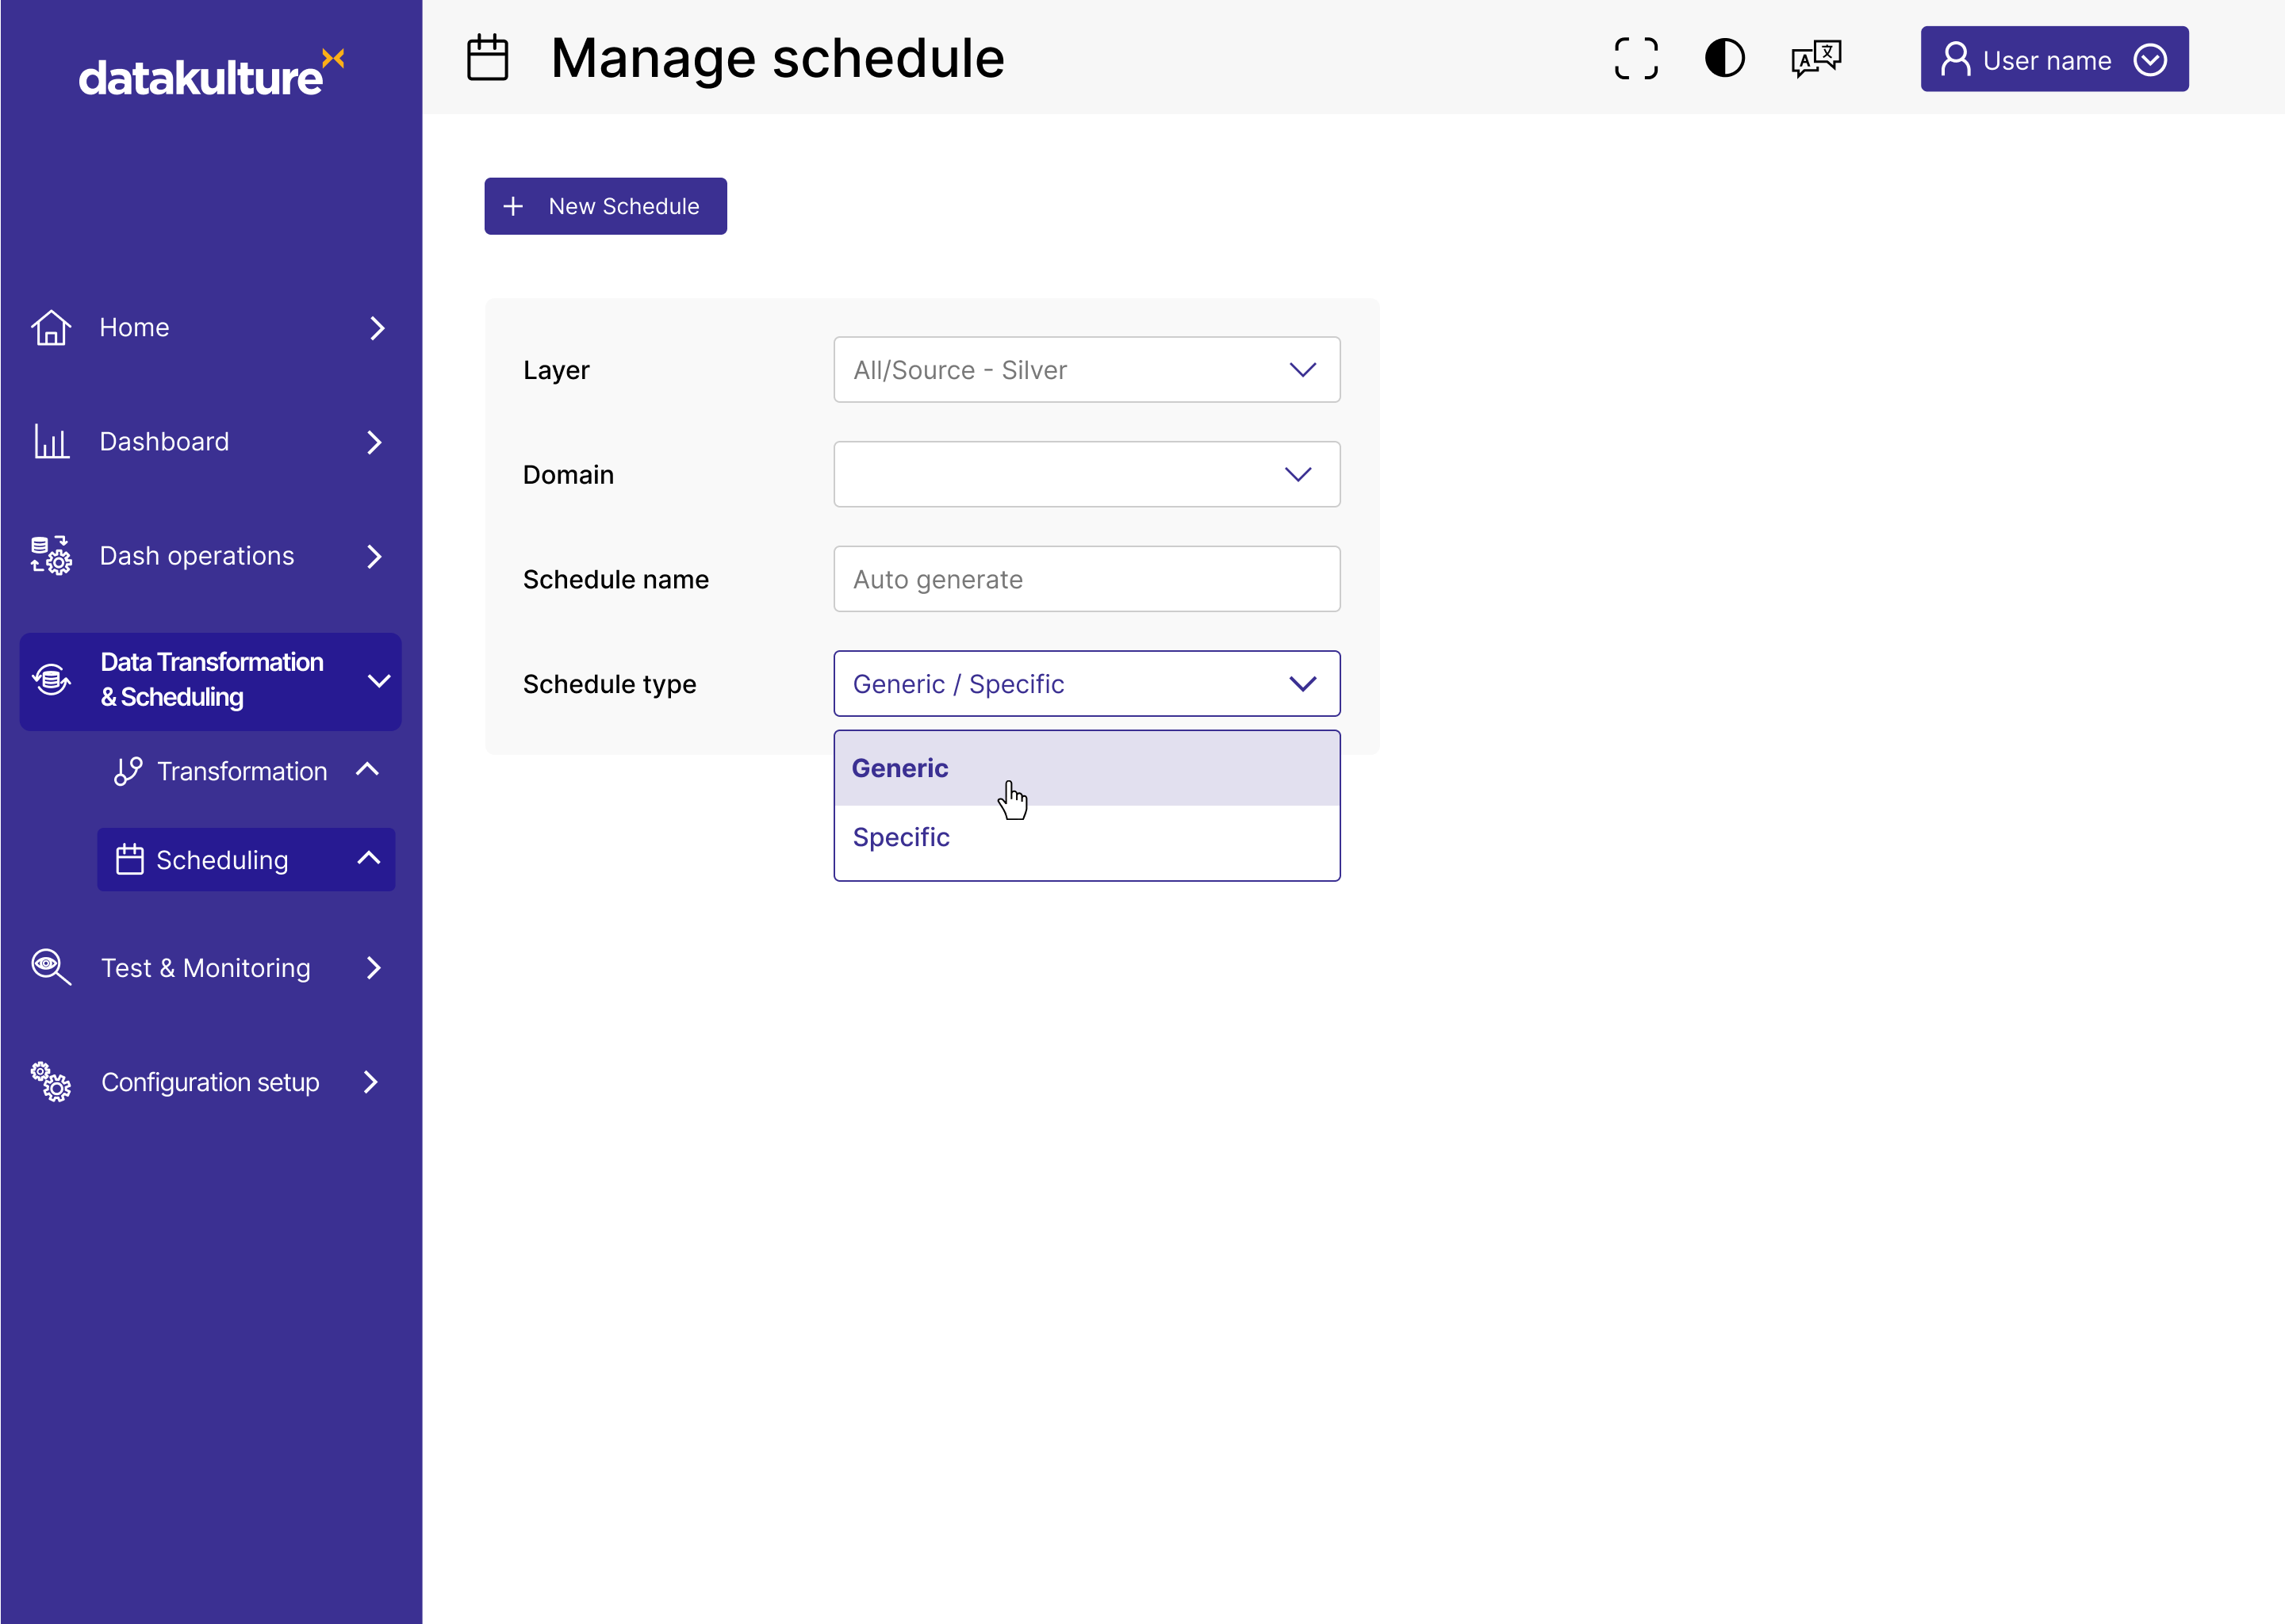 datakulture
Manage schedule
A 文
User name
New Schedule
Home
Dashboard
Dash operations
Data Transformation
& Scheduling
Transformation
Scheduling
Test & Monitoring
Configuration setup
Layer
All/Source - Silver
Domain
Schedule name
Auto generate
Schedule type
Generic / Specific
Generic
Specific